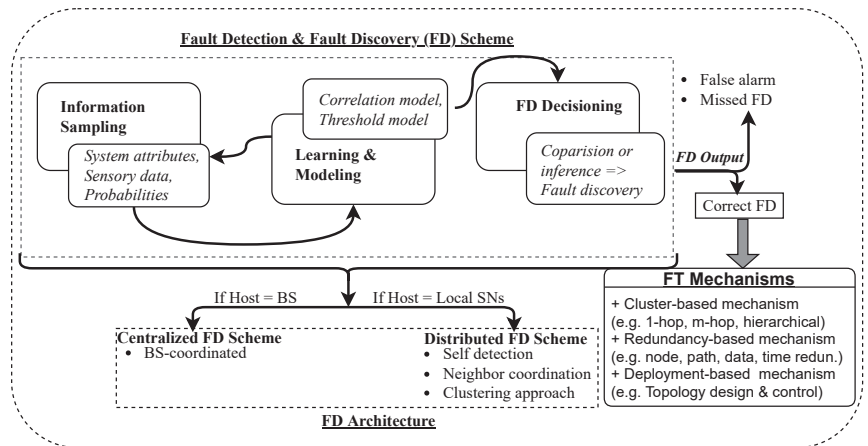 Fault Detection & Fault Discovery (FD) Scheme
Information
Sampling
System attributes,
Sensory data,
Probabilities
Correlation model,
Threshold model
Learning &
Modeling
FD Decisioning
Coparision or
inference =>
Fault discovery
• False alarm
• Missed FD
FD Output
Correct FD
FT Mechanisms
+ Cluster-based mechanism
(e.g. 1-hop, m-hop, hierarchical)
+ Redundancy-based mechanism
(e.g. node, path, data, time redun.)
+ Deployment-based mechanism
(e.g. Topology design & control)
If Host = BS
If Host = Local SNs
Centralized FD Scheme
• BS-coordinated
Distributed FD Scheme
• Self detection
• Neighbor coordination
• Clustering approach
FD Architecture